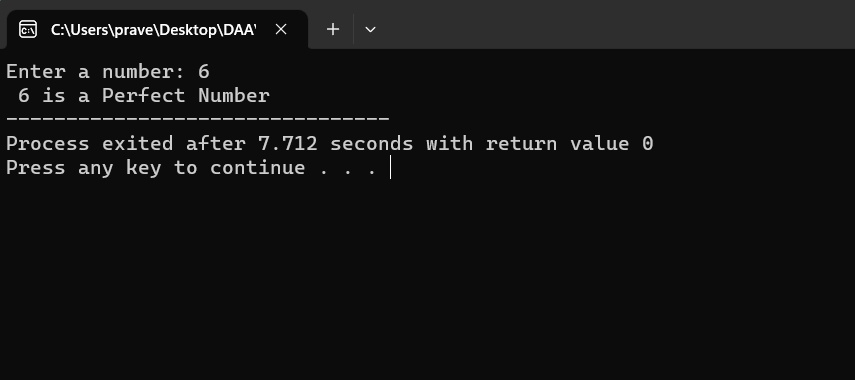 C:\Users\prave\Desktop\DAA\
Enter a number: 6
 6 is a Perfect Number
--------------------------------
Process exited after 7.712 seconds with return value 0
Press any key to continue . . .